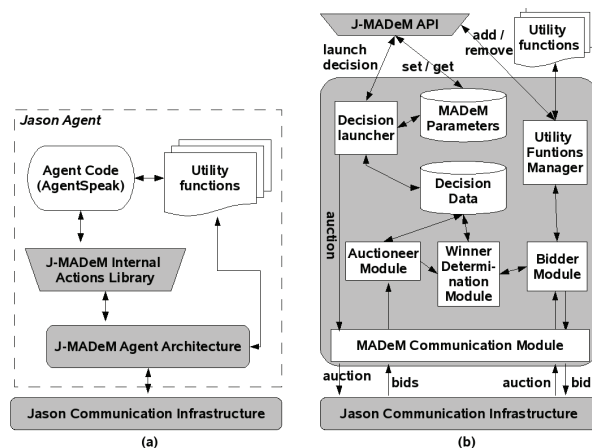 Jason Agent
Agent Code
(AgentSpeak)
Utility
functions
J-MADeM Internal
Actions Library
J-MADeM Agent Architecture
Jason Communication Infrastructure
(a)
J-MADeM API
launch
decision
set / get
add /
remove
Utility
functions
Decision
launcher
MADeM
Parameters
Utility
Funtions
Manager
Decision
Data
auction
Auctioneer
Module
Winner
Determi-
nation
Module
Bidder
Module
MADeM Communication Module
auction
bids
auction
bid
Jason Communication Infrastructure
(b)